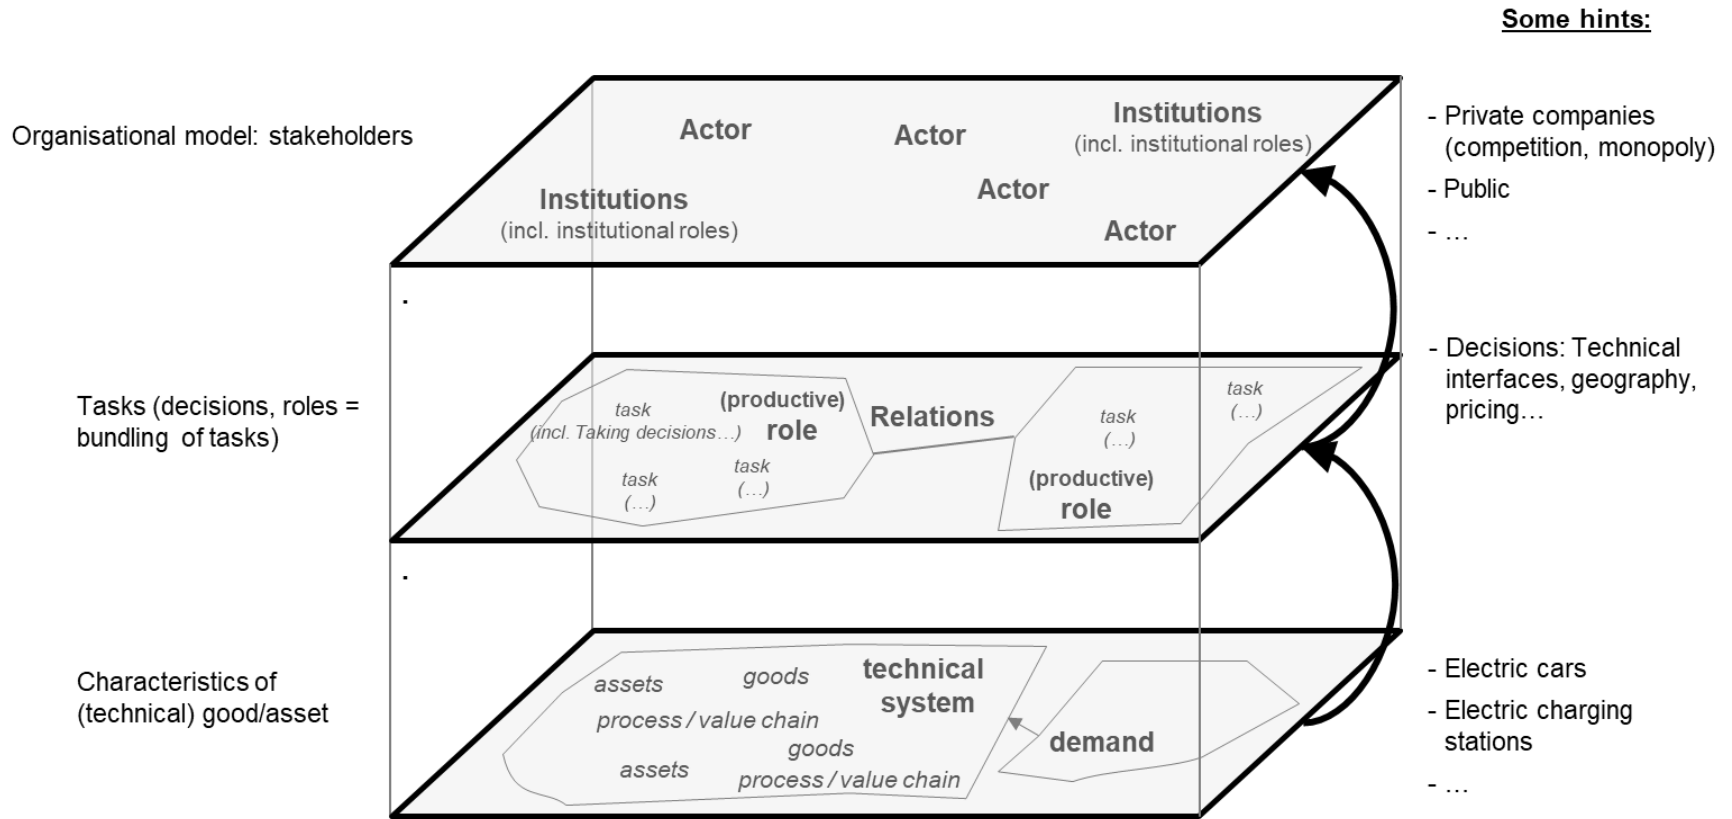 Some hints:
Organisational model: stakeholders
Actor
Actor
Institutions
(incl. institutional roles)
Institutions
(incl. institutional roles)
Actor
Actor
- Private companies
(competition, monopoly)
- Public
- ...
.
Tasks (decisions, roles =
bundling of tasks)
task
(incl. Taking decisions...)
(productive)
role
task
(...)
task
(...)
Relations
task
(...)
task
(...)
(productive)
role
- Decisions: Technical
interfaces, geography,
pricing...
.
Characteristics of
(technical) good/asset
assets
goods
technical
system
process / value chain
goods
assets
process / value chain
demand
- Electric cars
- Electric charging
stations
- ...